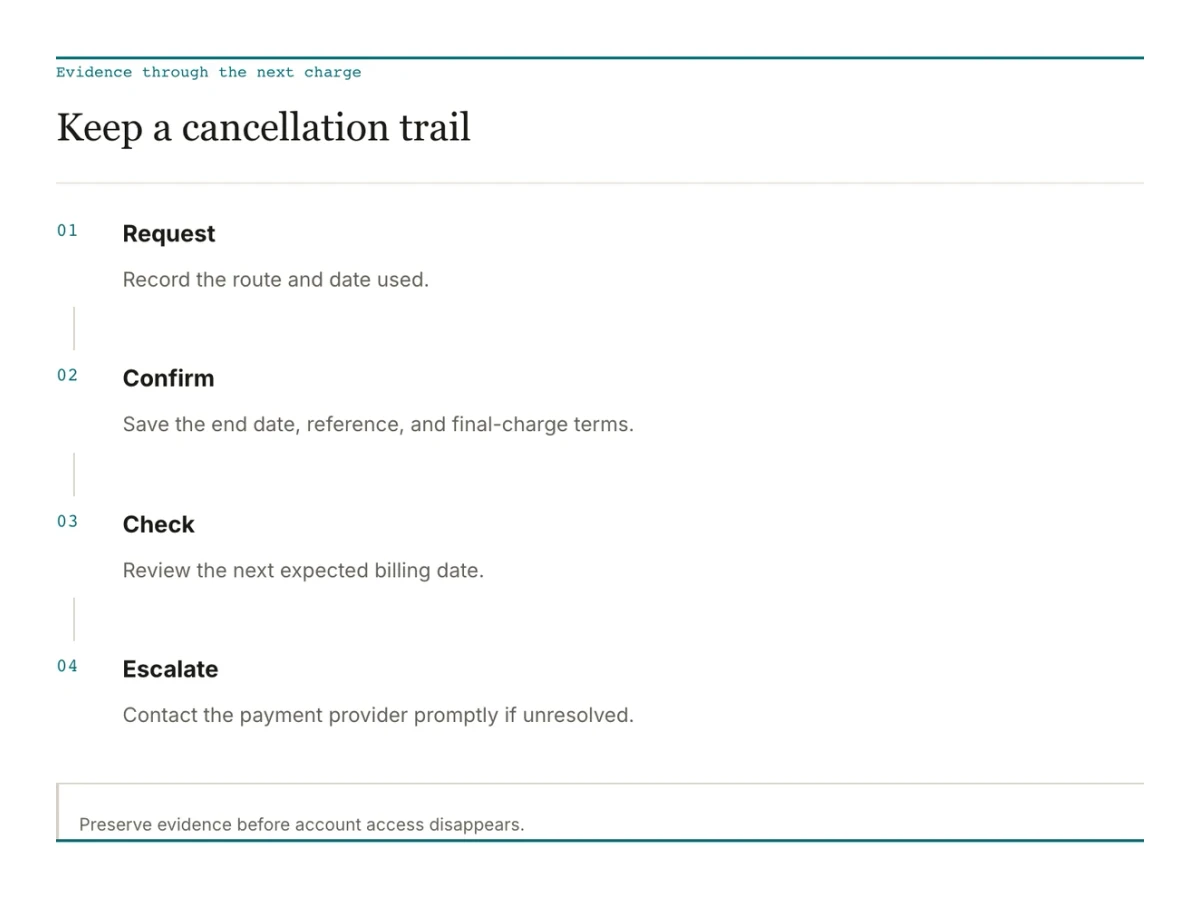 Evidence through the next charge
Keep a cancellation trail
01
Request
Record the route and date used.
02
Confirm
Save the end date, reference, and final-charge terms.
03
Check
Review the next expected billing date.
04
Escalate
Contact the payment provider promptly if unresolved.
Preserve evidence before account access disappears.